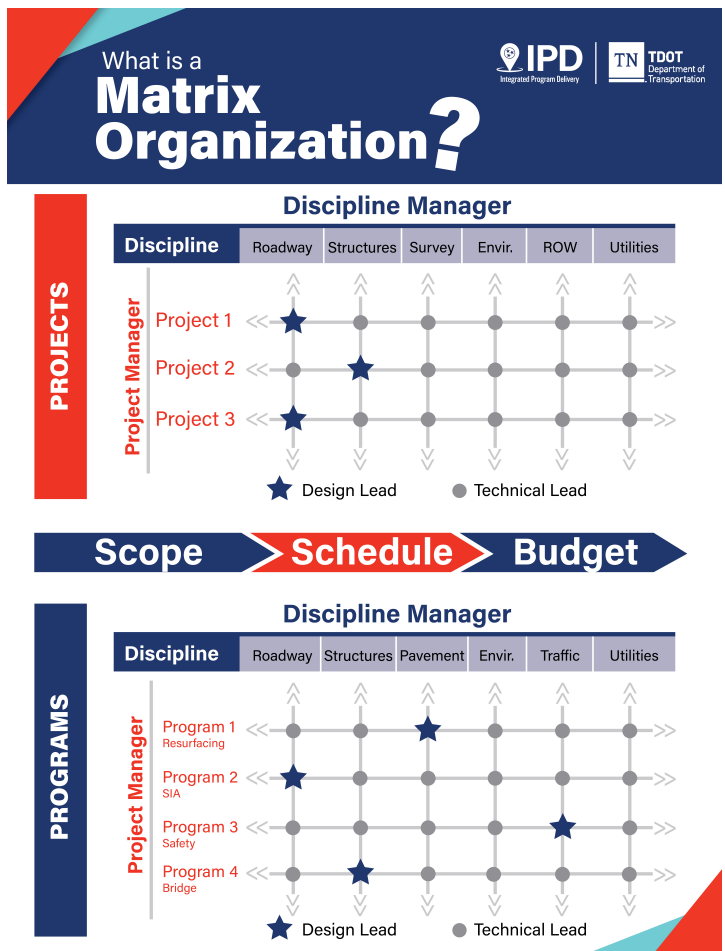 What is a
Matrix
Organization?
IPD
Integrated Program Delivery
TN
TDOT
Department of
Transportation
PROJECTS
Discipline Manager
Discipline Roadway Structures Survey Envir. ROW Utilities
Project Manager
Project 1
Project 2
Project 3
Design Lead Technical Lead
Scope Schedule Budget
PROGRAMS
Discipline Manager
Discipline Roadway Structures Pavement Envir. Traffic Utilities
Project Manager
Program 1
Resurfacing
Program 2
SIA
Program 3
Safety
Program 4
Bridge
Design Lead Technical Lead